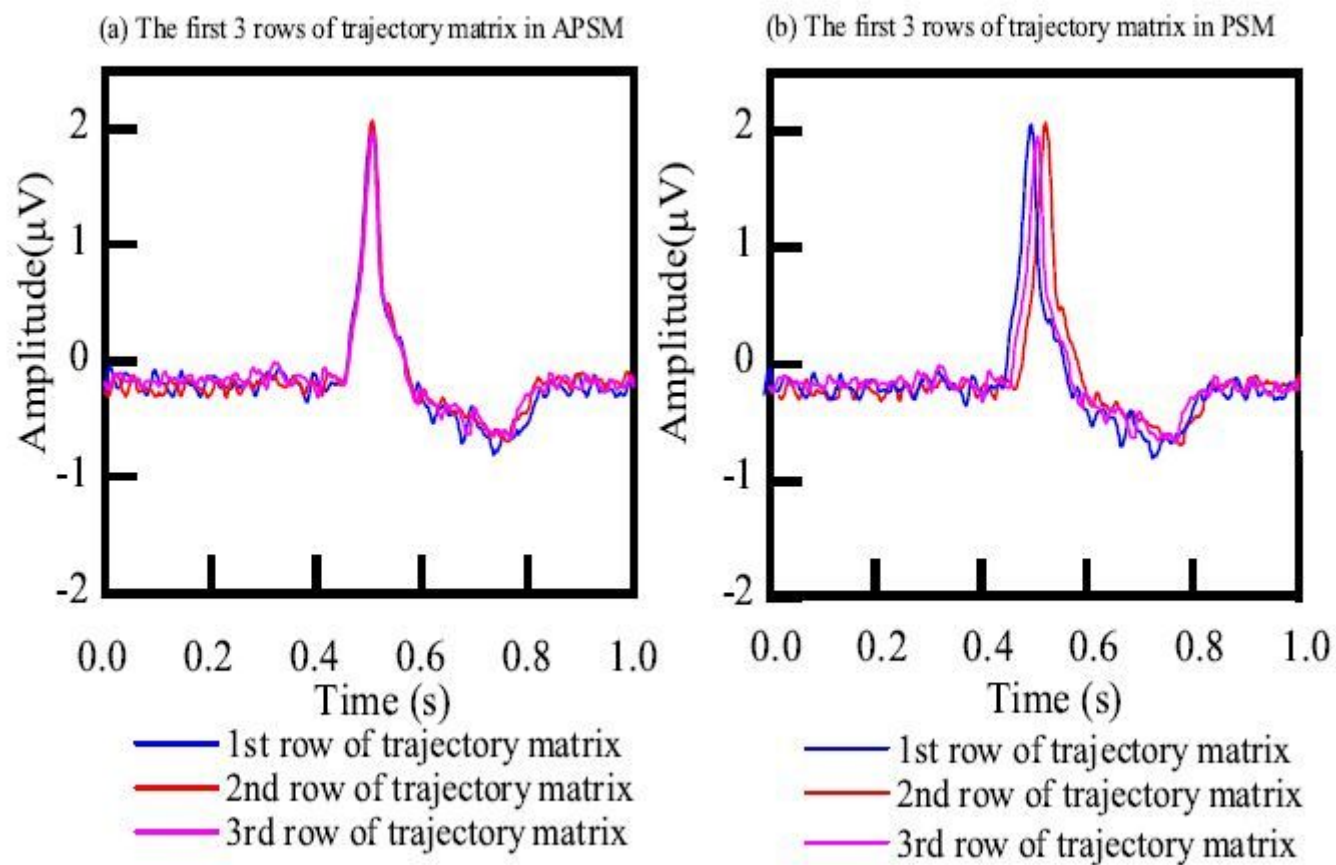 (a) The first 3 rows of trajectory matrix in APSM
2
1
0
-1
-2
Amplitude(μV)
0.0 0.2 0.4 0.6 0.8 1.0
Time (s)
1st row of trajectory matrix
2nd row of trajectory matrix
3rd row of trajectory matrix
(b) The first 3 rows of trajectory matrix in PSM
2
1
0
-1
-2
Amplitude(μV)
0.0 0.2 0.4 0.6 0.8 1.0
Time (s)
1st row of trajectory matrix
2nd row of trajectory matrix
3rd row of trajectory matrix